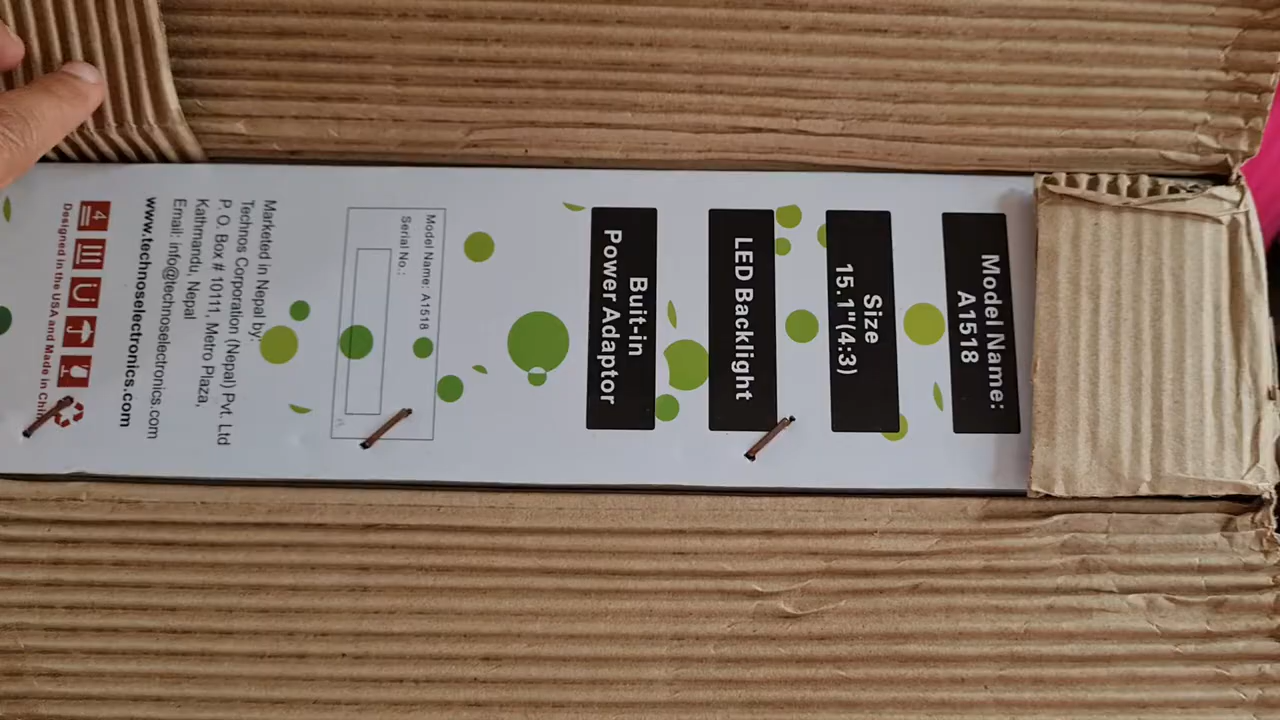 Model Name:
A1518
Size
15.1"(4:3)
LED Backlight
Buit-in
Power Adaptor
Model Name: A1518
Serial No.:
Marketed in Nepal by:
Technos Corporation (Nepal) Pvt. Ltd
P. O. Box # 10111, Metro Plaza,
Kathmandu, Nepal
Email: info@technoselectronics.com
www.technoselectronics.com
4
Designed in the USA and Made in